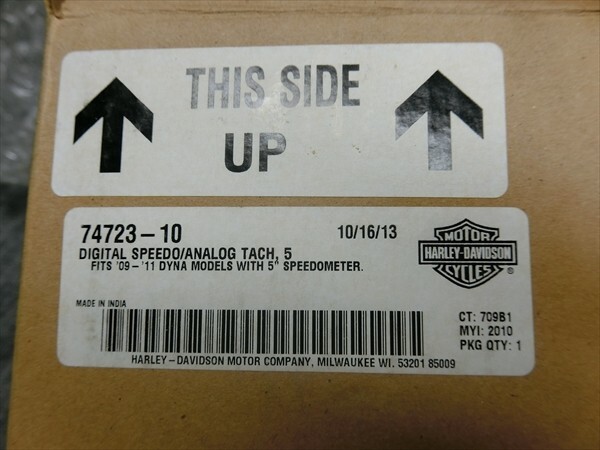 THIS SIDE
UP
74723-10
10/16/13
DIGITAL SPEEDO/ANALOG TACH, 5
FITS '09-'11 DYNA MODELS WITH 5" SPEEDOMETER.
MOTOR
HARLEY-DAVIDSON
CYCLES
®
MADE IN INDIA
CT: 709B1
MYI: 2010
PKG QTY: 1
HARLEY-DAVIDSON MOTOR COMPANY, MILWAUKEE WI. 53201 85009